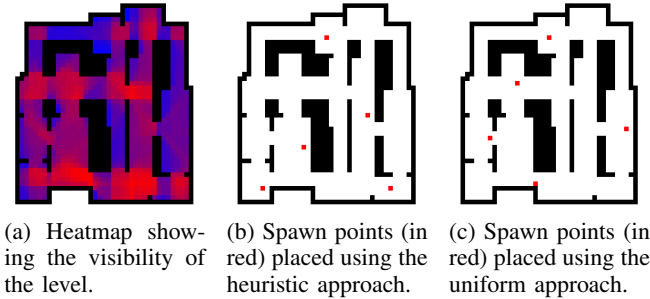 (a) Heatmap show-
ing the visibility of
the level.
(b) Spawn points (in
red) placed using the
heuristic approach.
(c) Spawn points (in
red) placed using the
uniform approach.